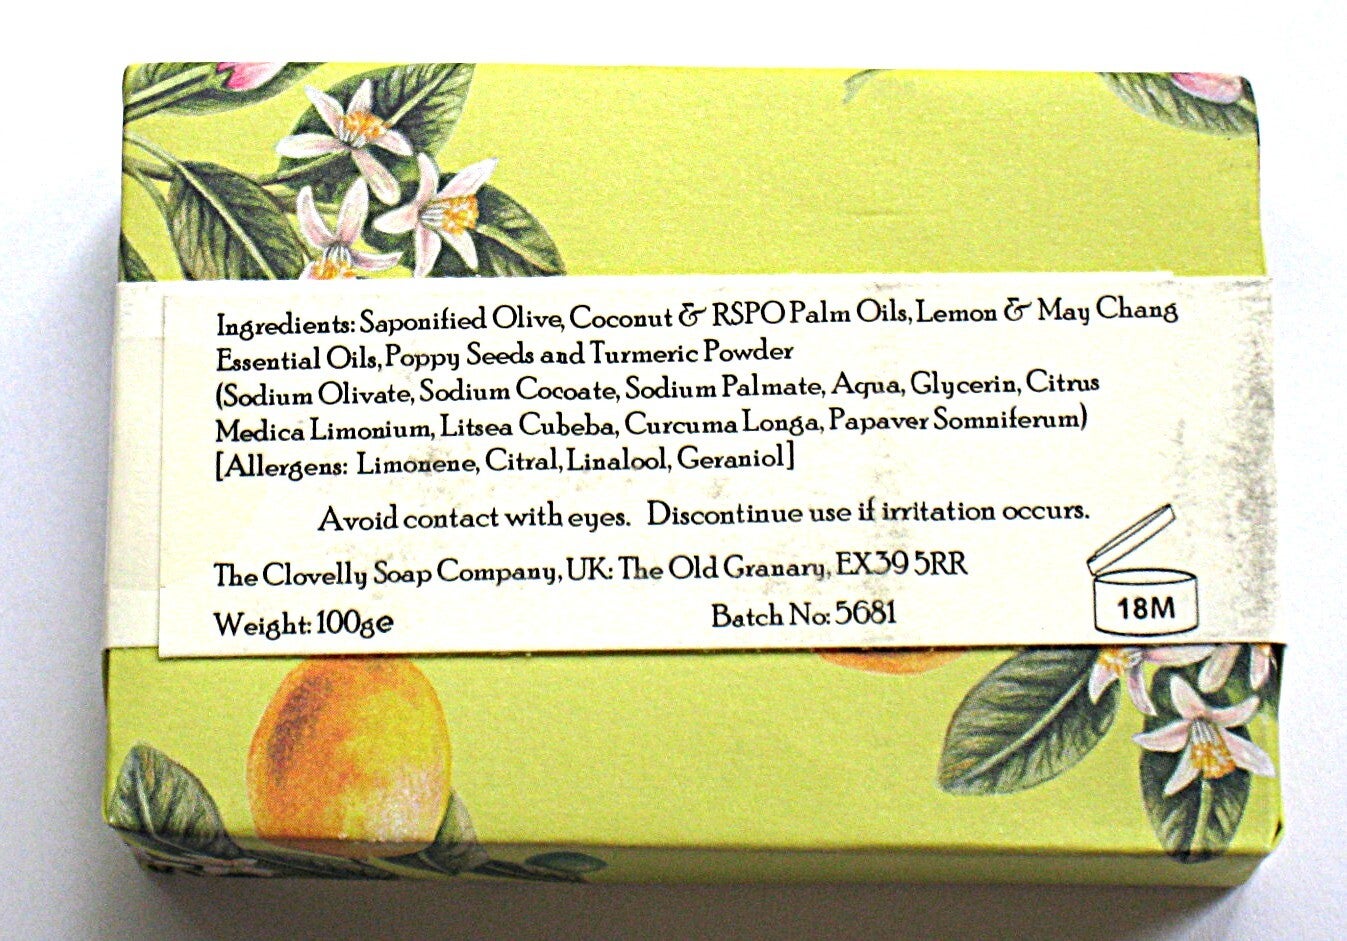 Ingredients: Saponified Olive, Coconut & RSPO Palm Oils, Lemon & May Chang
Essential Oils, Poppy Seeds and Turmeric Powder
(Sodium Olivate, Sodium Cocoate, Sodium Palmate, Aqua, Glycerin, Citrus
Medica Limonium, Litsea Cubeba, Curcuma Longa, Papaver Somniferum)
[Allergens: Limonene, Citral, Linalool, Geraniol]
Avoid contact with eyes. Discontinue use if irritation occurs.
The Clovelly Soap Company, UK: The Old Granary, EX39 5RR
Weight: 100g℮ Batch No: 5681
18M